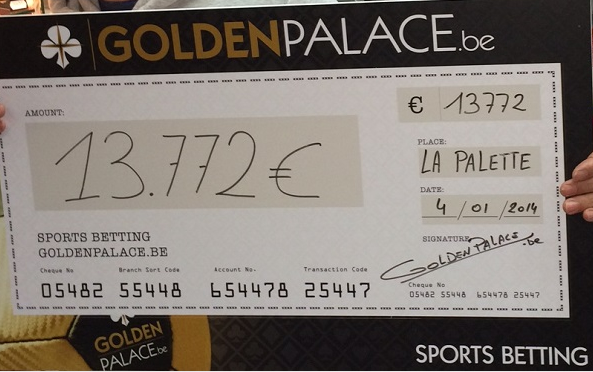 GOLDENPALACE.be
€ 13772
AMOUNT:
13.772 €
PLACE:
LA PALETTE
DATE:
4 / 01 / 2014
SPORTS BETTING
GOLDENPALACE.BE
SIGNATURE
GOLDENPALACE.be
Cheque No Branch Sort Code Account No. Transaction Code
05482 55448 654478 25447
Cheque No
05482 55448 654478 25447
GOLDEN
PALACE.be
SPORTS BETTING